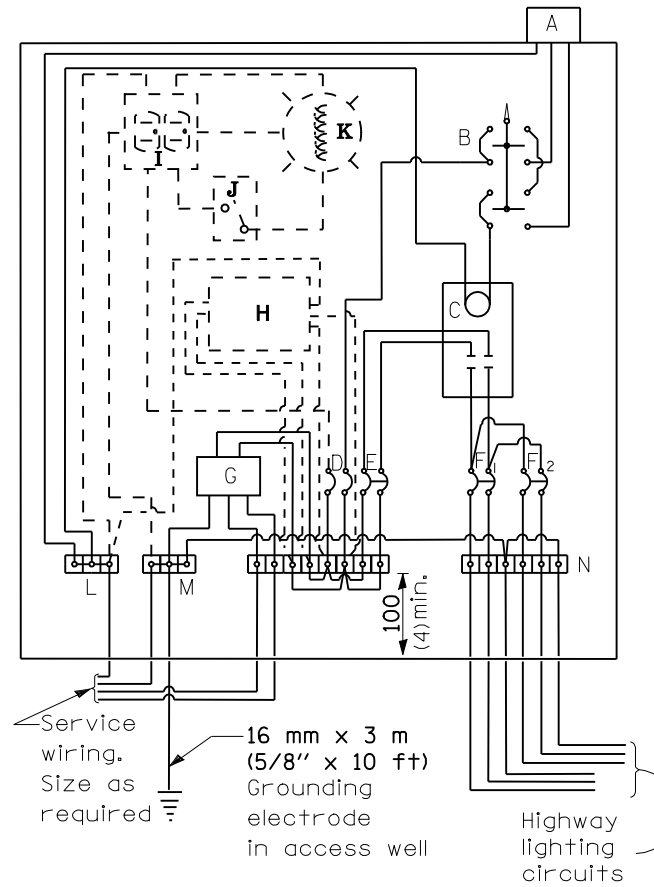 A
B
K
I
J
H
C
D
E
F1
F2
G
L
M
N
100
(4)min.
Service
wiring.
Size as
required
16 mm x 3 m
(5/8" x 10 ft)
Grounding
electrode
in access well
Highway
lighting
circuits